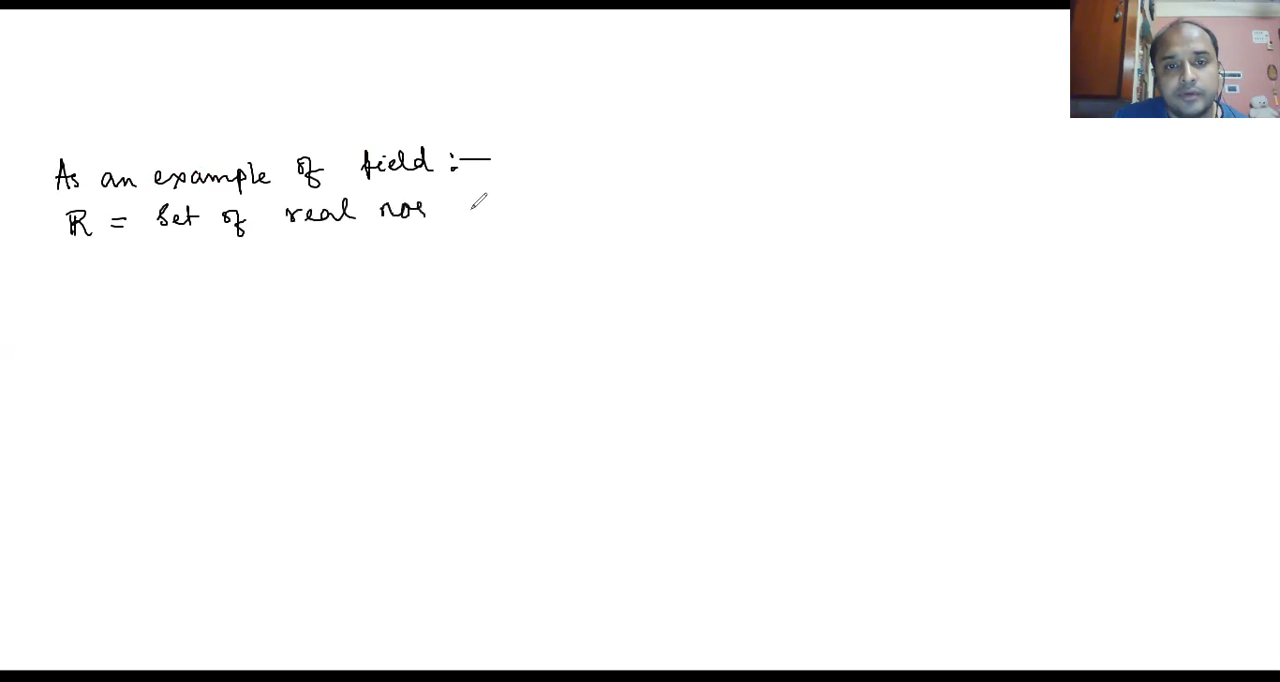 As an example of field :—
ℝ = Set of real nos